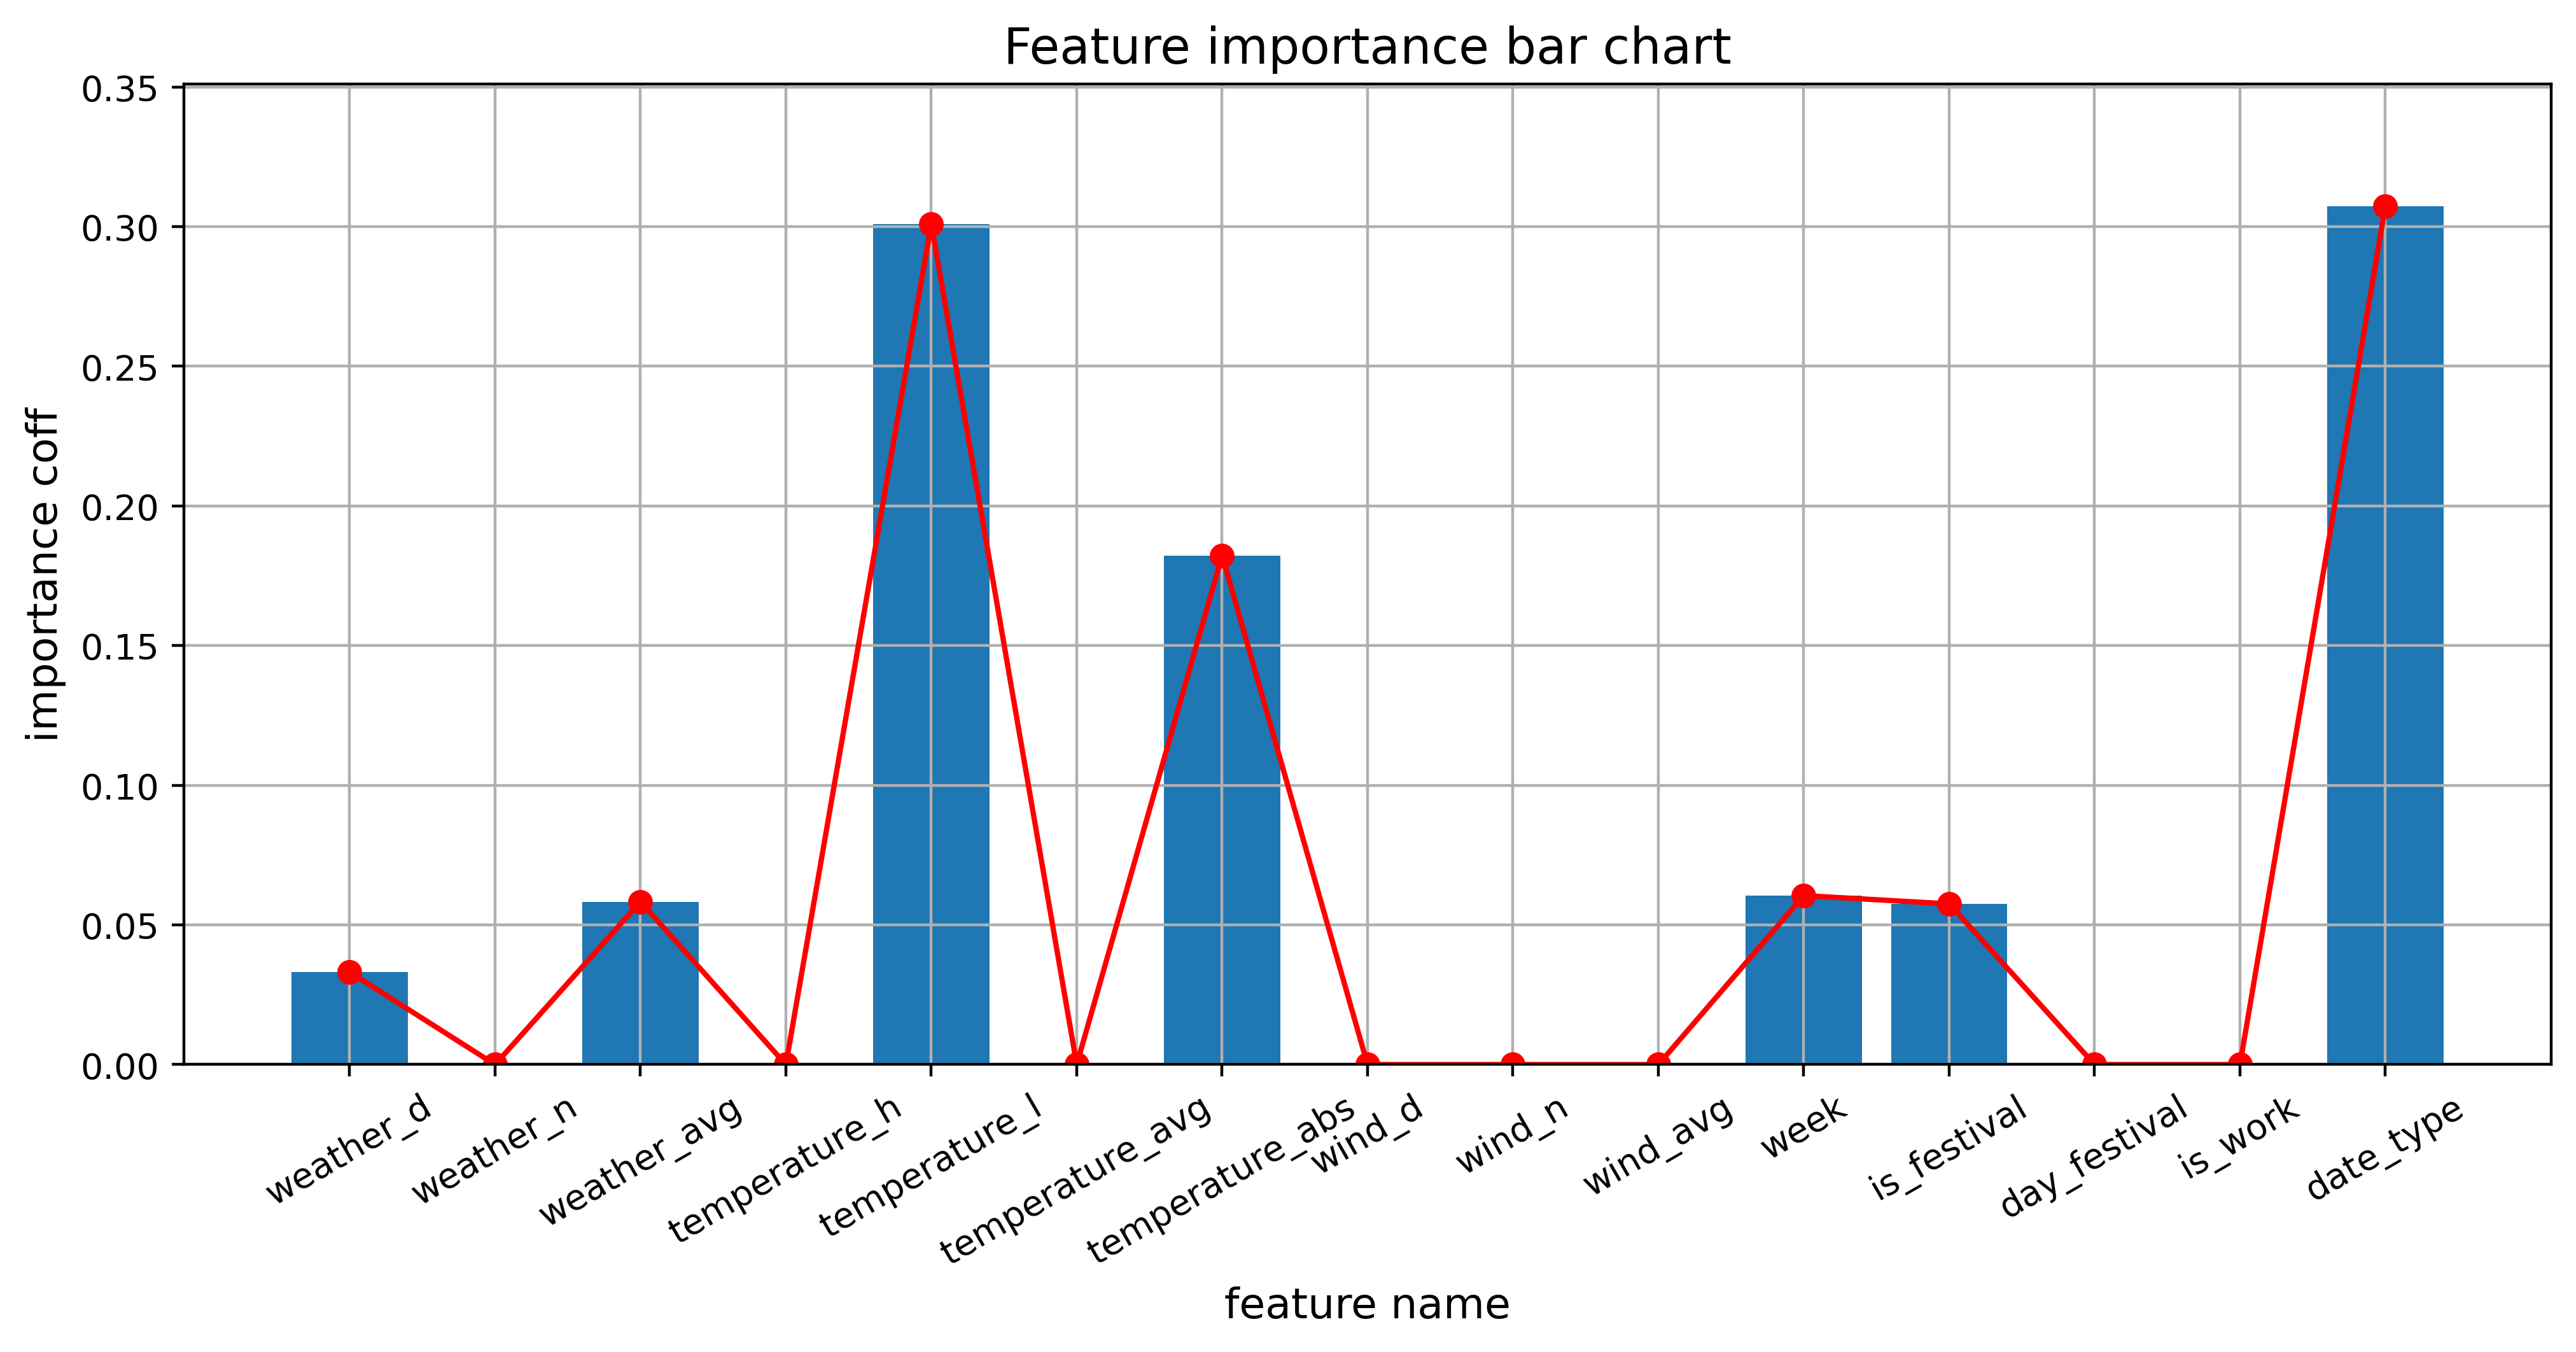 Feature importance bar chart
0.35
0.30
0.25
0.20
0.15
0.10
0.05
0.00
importance coff
weather_d
weather_n
weather_avg
temperature_h
temperature_l
temperature_avg
temperature_abs
wind_d
wind_n
wind_avg
week
is_festival
day_festival
is_work
date_type
feature name